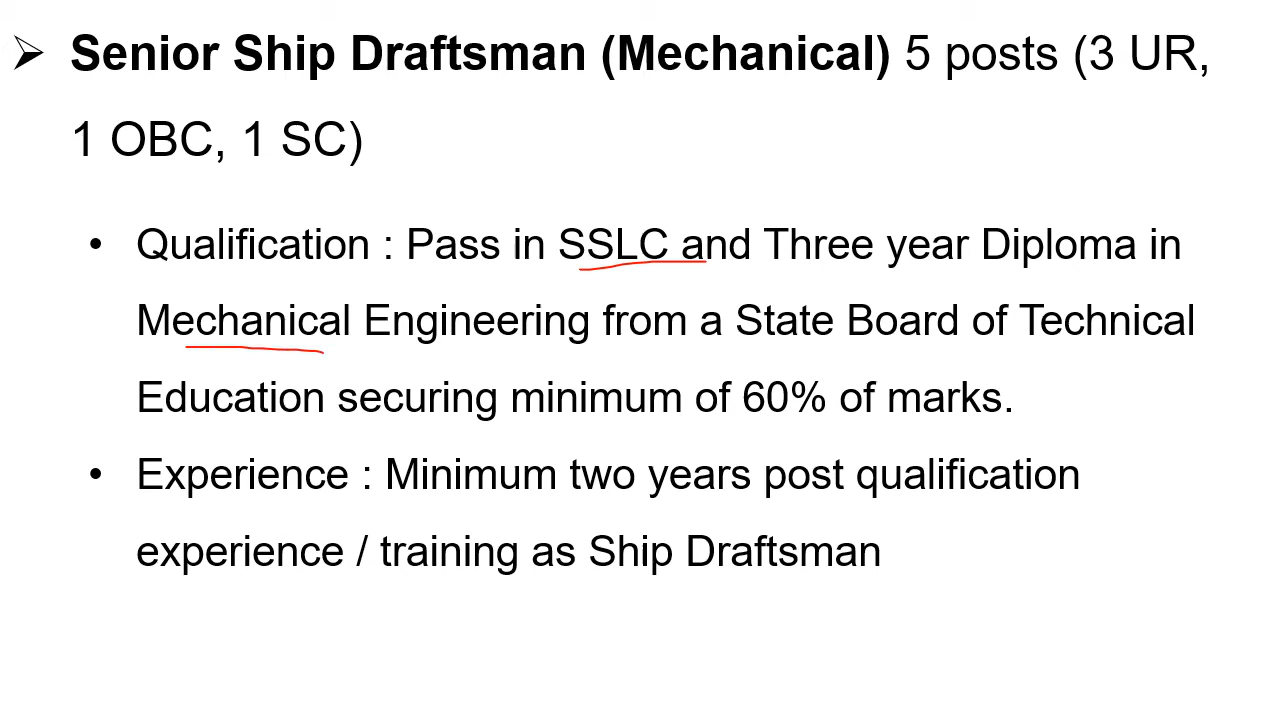 ➢ Senior Ship Draftsman (Mechanical) 5 posts (3 UR,
1 OBC, 1 SC)
• Qualification : Pass in SSLC and Three year Diploma in
Mechanical Engineering from a State Board of Technical
Education securing minimum of 60% of marks.
• Experience : Minimum two years post qualification
experience / training as Ship Draftsman